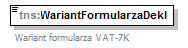 tns:WariantFormularzaDekl
Wariant formularza VAT-7K